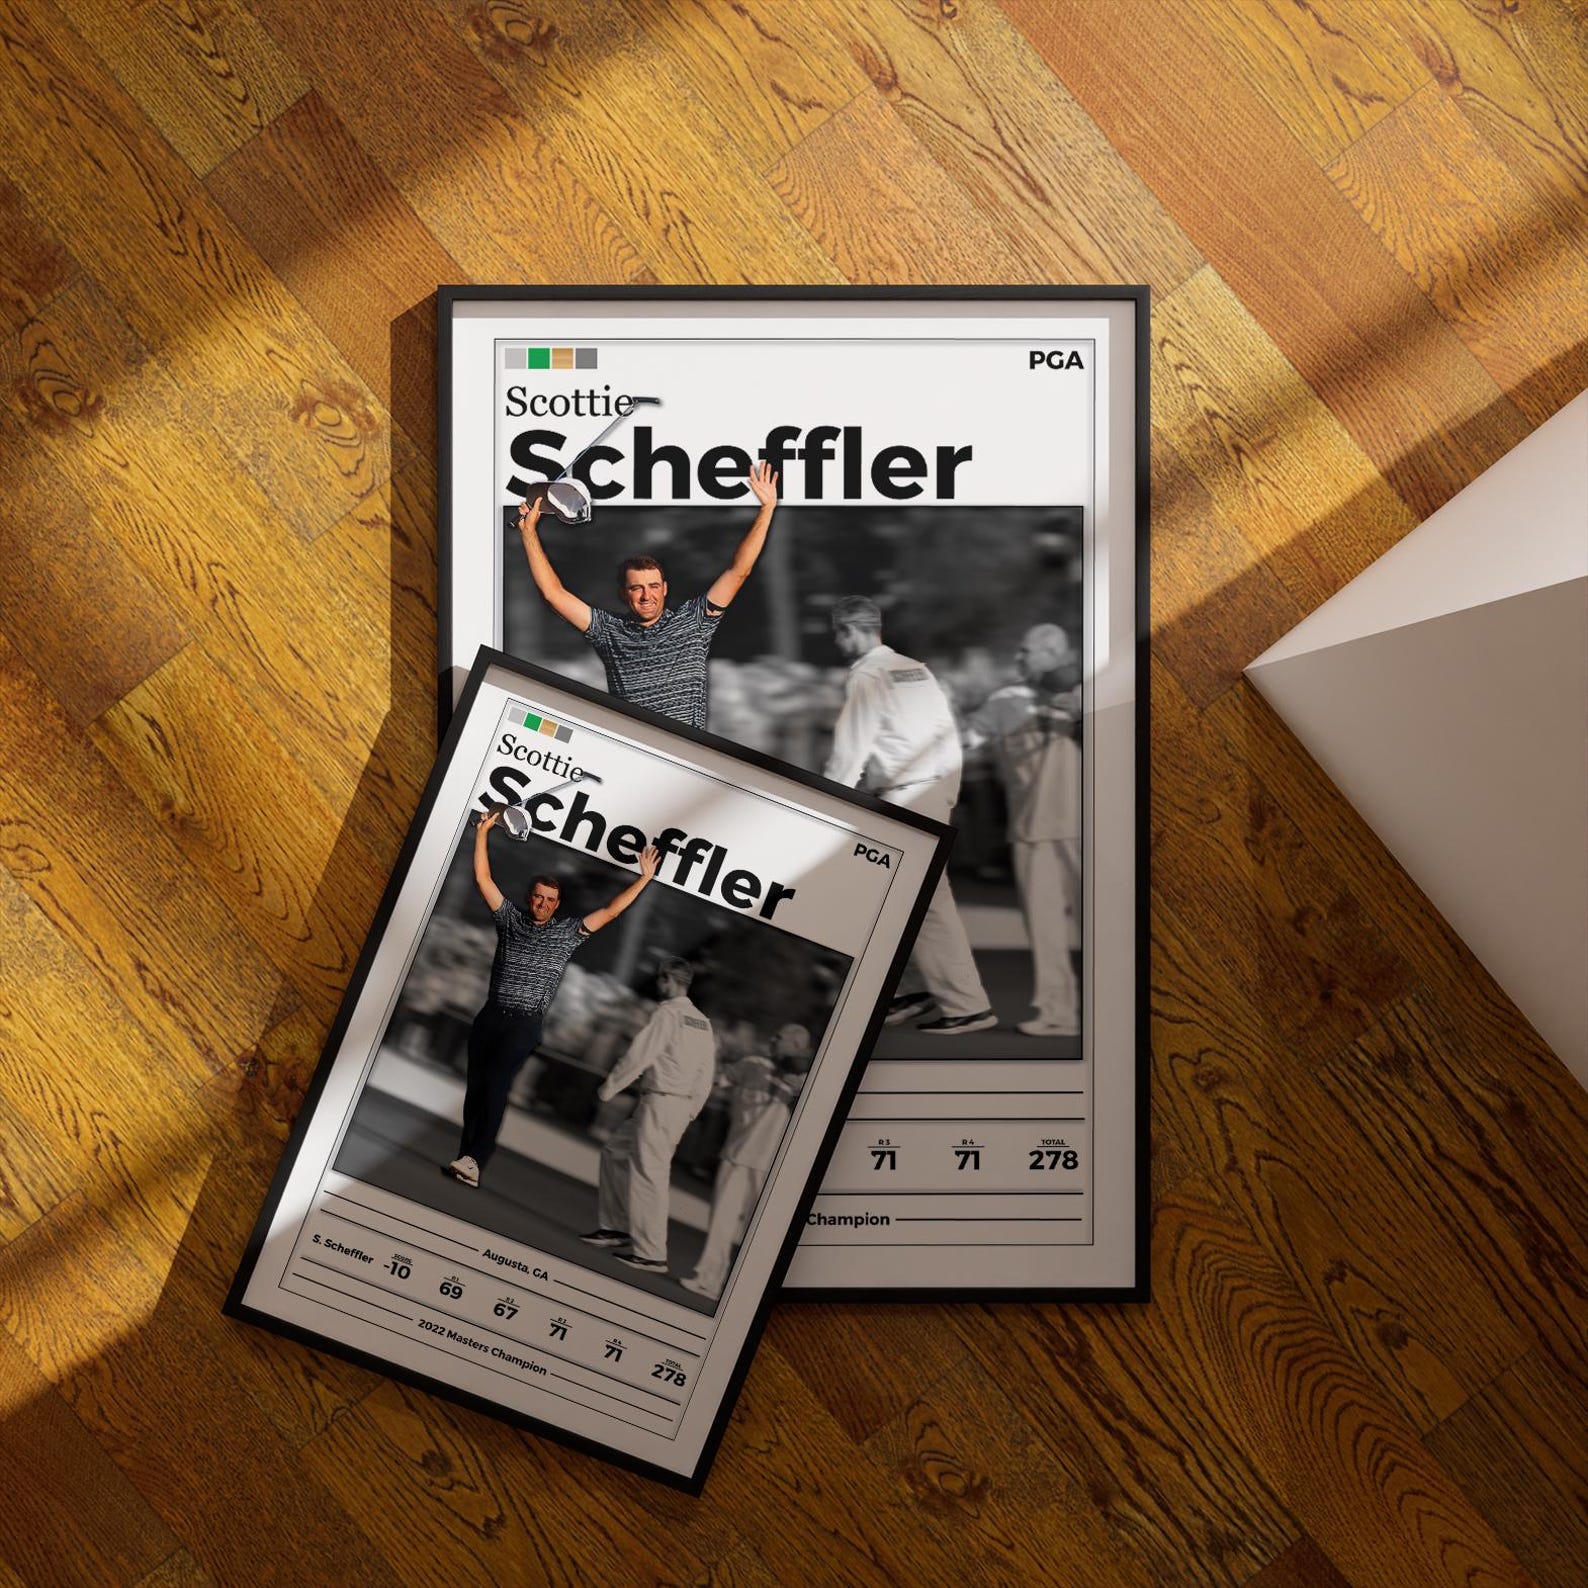 PGA
Scottie
Scheffler
R3 R4 TOTAL
71 71 278
Champion
PGA
Scottie
Scheffler
Augusta, GA
S. Scheffler
SCORE R1 R2 R3 R4 TOTAL
-10 69 67 71 71 278
2022 Masters Champion